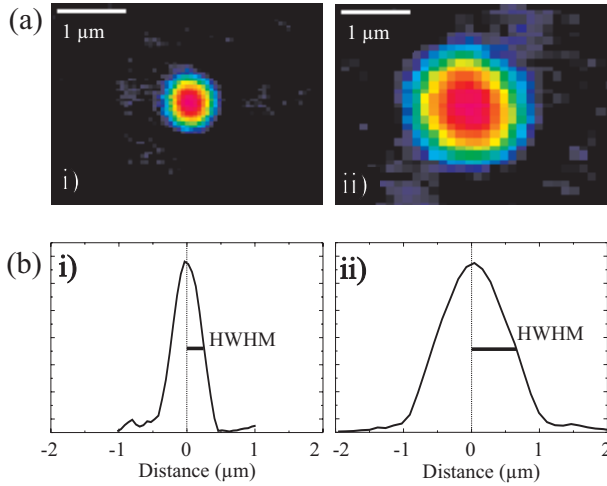 (a)
1 µm
1 µm
i)
ii)
(b)
i)
ii)
HWHM
HWHM
-2 -1 0 1 2
-2 -1 0 1 2
Distance (µm)
Distance (µm)